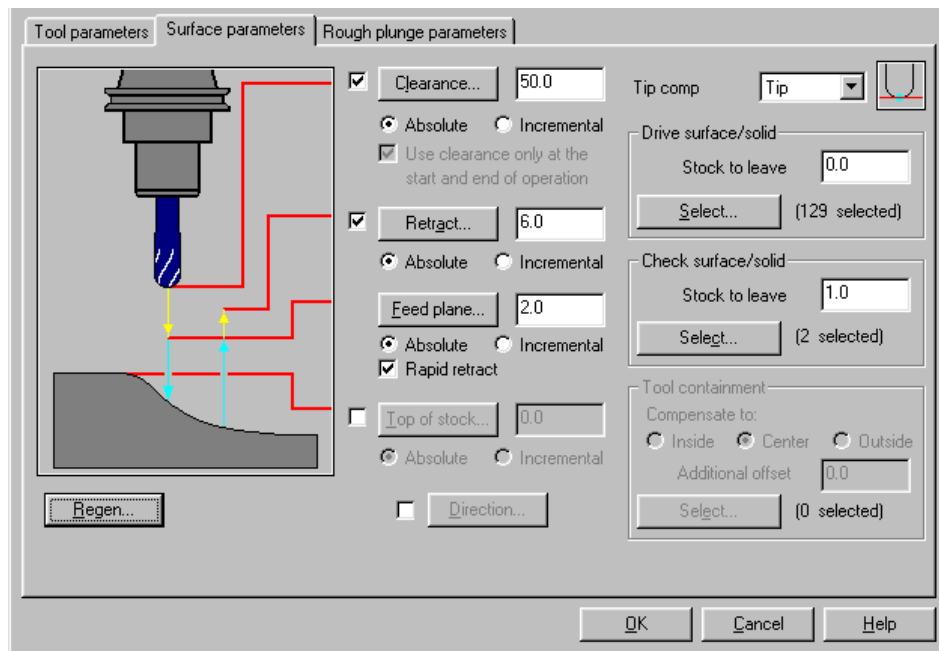 Tool parameters Surface parameters Rough plunge parameters
Clearance... 50.0
Absolute Incremental
Use clearance only at the
start and end of operation
Retract... 6.0
Absolute Incremental
Feed plane... 2.0
Absolute Incremental
Rapid retract
Top of stock... 0.0
Absolute Incremental
Direction...
Regen...
Tip comp Tip
Drive surface/solid
Stock to leave 0.0
Select... (129 selected)
Check surface/solid
Stock to leave 1.0
Select... (2 selected)
Tool containment
Compensate to:
Inside Center Outside
Additional offset 0.0
Select... (0 selected)
OK Cancel Help